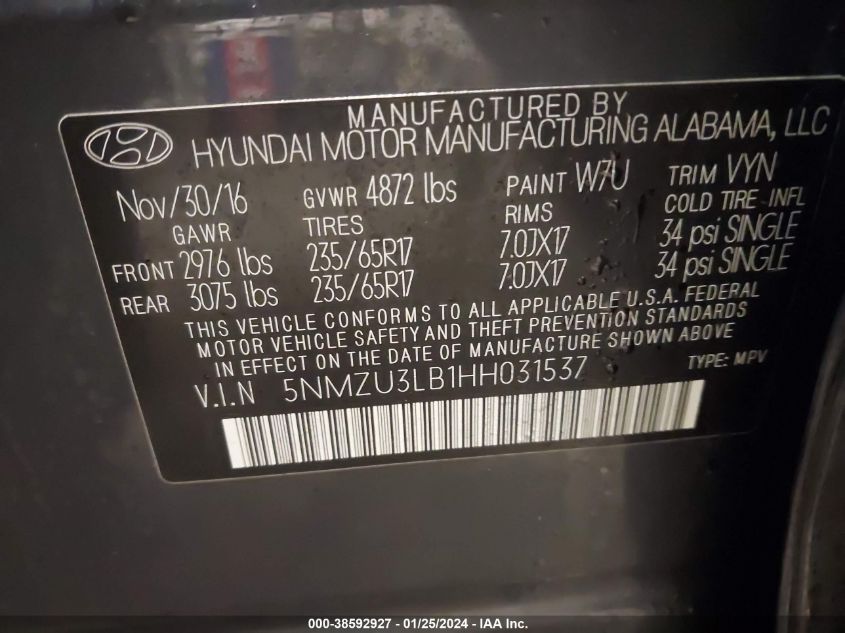 MANUFACTURED BY
HYUNDAI MOTOR MANUFACTURING ALABAMA, LLC
Nov/30/16 GVWR 4872 lbs PAINT W7U TRIM VYN
GAWR TIRES RIMS COLD TIRE INFL
FRONT 2976 lbs 235/65R17 7.0JX17 34 psi SINGLE
REAR 3075 lbs 235/65R17 7.0JX17 34 psi SINGLE
THIS VEHICLE CONFORMS TO ALL APPLICABLE U.S.A. FEDERAL
MOTOR VEHICLE SAFETY AND THEFT PREVENTION STANDARDS
IN EFFECT ON THE DATE OF MANUFACTURE SHOWN ABOVE
V.I.N 5NMZU3LB1HH031537 TYPE: MPV
000-38592927 - 01/25/2024 - IAA Inc.